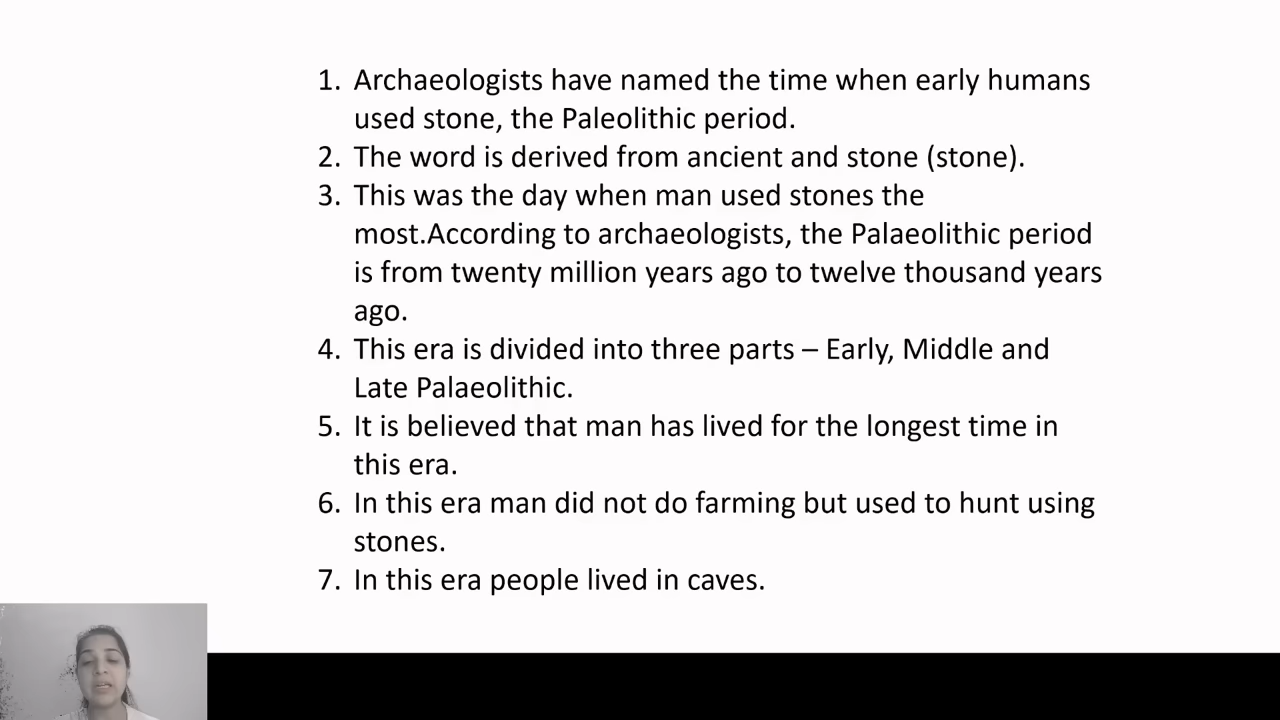 1. Archaeologists have named the time when early humans
used stone, the Paleolithic period.
2. The word is derived from ancient and stone (stone).
3. This was the day when man used stones the
most.According to archaeologists, the Palaeolithic period
is from twenty million years ago to twelve thousand years
ago.
4. This era is divided into three parts – Early, Middle and
Late Palaeolithic.
5. It is believed that man has lived for the longest time in
this era.
6. In this era man did not do farming but used to hunt using
stones.
7. In this era people lived in caves.